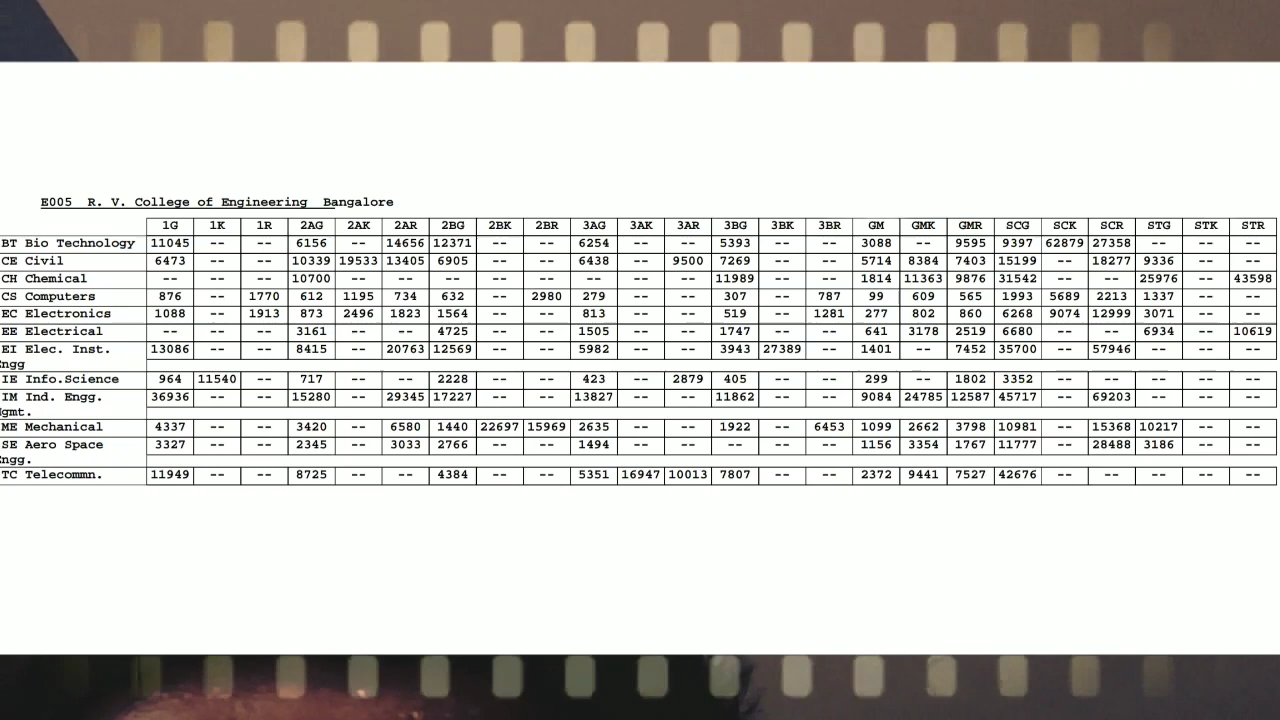 E005 R. V. College of Engineering Bangalore
1G 1K 1R 2AG 2AK 2AR 2BG 2BK 2BR 3AG 3AK 3AR 3BG 3BK 3BR GM GMK GMR SCG SCK SCR STG STK STR
BT Bio Technology 11045 -- -- 6156 -- 14656 12371 -- -- 6254 -- -- 5393 -- -- 3088 -- 9595 9397 62879 27358 -- -- --
CE Civil 6473 -- -- 10339 19533 13405 6905 -- -- 6438 -- 9500 7269 -- -- 5714 8384 7403 15199 -- 18277 9336 -- --
CH Chemical -- -- -- 10700 -- -- -- -- -- -- -- -- 11989 -- -- 1814 11363 9876 31542 -- -- 25976 -- 43598
CS Computers 876 -- 1770 612 1195 734 632 -- 2980 279 -- -- 307 -- 787 99 609 565 1993 5689 2213 1337 -- --
EC Electronics 1088 -- 1913 873 2496 1823 1564 -- -- 813 -- -- 519 -- 1281 277 802 860 6268 9074 12999 3071 -- --
EE Electrical -- -- -- 3161 -- -- 4725 -- -- 1505 -- -- 1747 -- -- 641 3178 2519 6680 -- -- 6934 -- 10619
EI Elec. Inst. 13086 -- -- 8415 -- 20763 12569 -- -- 5982 -- -- 3943 27389 -- 1401 -- 7452 35700 -- 57946 -- -- --
Engg
IE Info.Science 964 11540 -- 717 -- -- 2228 -- -- 423 -- 2879 405 -- -- 299 -- 1802 3352 -- -- -- -- --
IM Ind. Engg. 36936 -- -- 15280 -- 29345 17227 -- -- 13827 -- -- 11862 -- -- 9084 24785 12587 45717 -- 69203 -- -- --
Mgmt.
ME Mechanical 4337 -- -- 3420 -- 6580 1440 22697 15969 2635 -- -- 1922 -- 6453 1099 2662 3798 10981 -- 15368 10217 -- --
SE Aero Space 3327 -- -- 2345 -- 3033 2766 -- -- 1494 -- -- -- -- -- 1156 3354 1767 11777 -- 28488 3186 -- --
Engg.
TC Telecommn. 11949 -- -- 8725 -- -- 4384 -- -- 5351 16947 10013 7807 -- -- 2372 9441 7527 42676 -- -- -- -- --